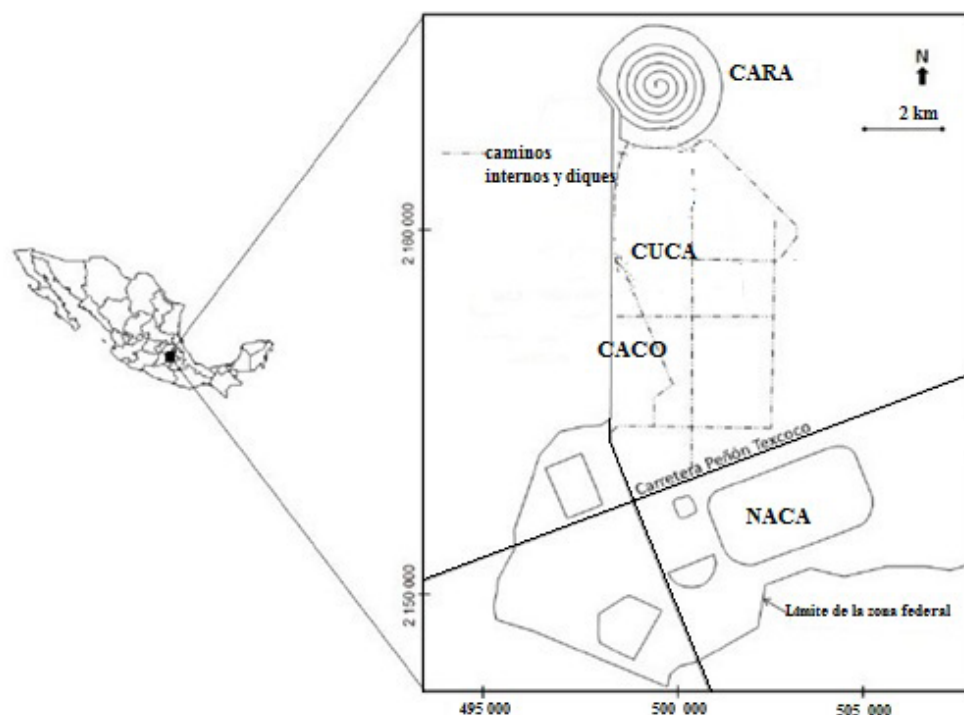 CARA
N
2 km
caminos
internos y diques
2 160 000
CUCA
CACO
Carretera Peñón Texcoco
NACA
2 150 000
Límite de la zona federal
495 000
500 000
505 000